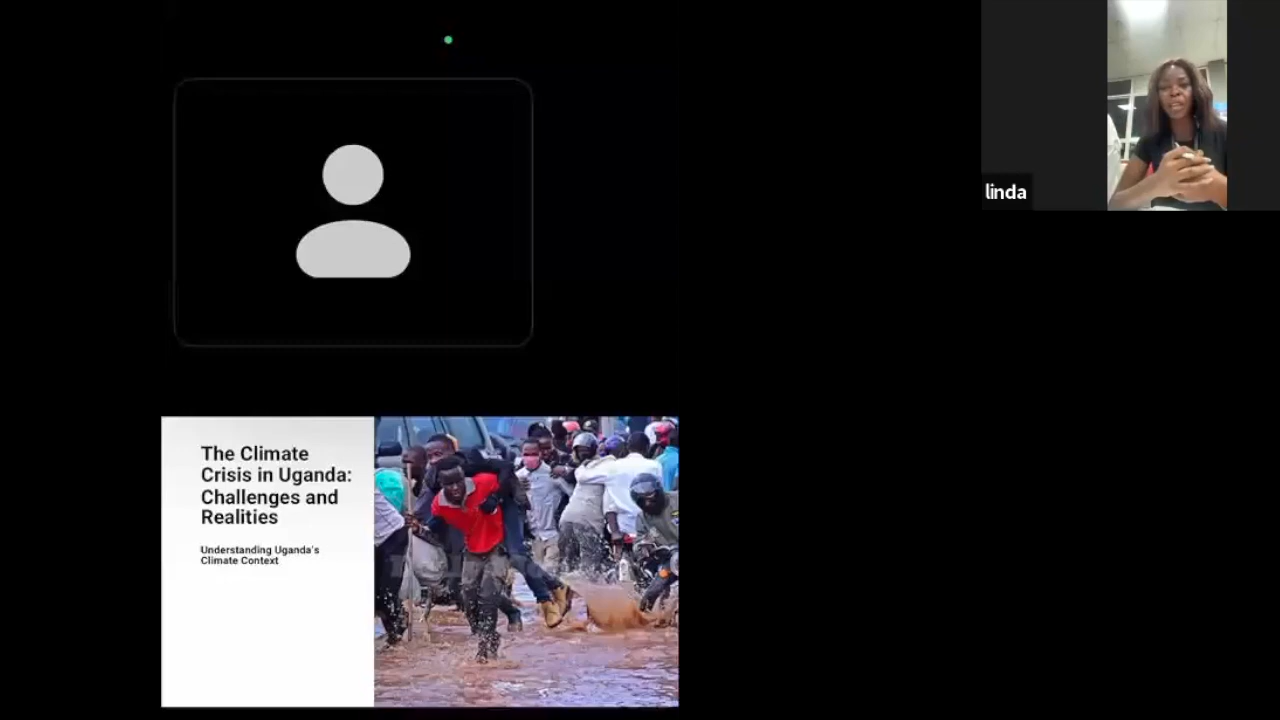 linda
The Climate
Crisis in Uganda:
Challenges and
Realities
Understanding Uganda's
Climate Context